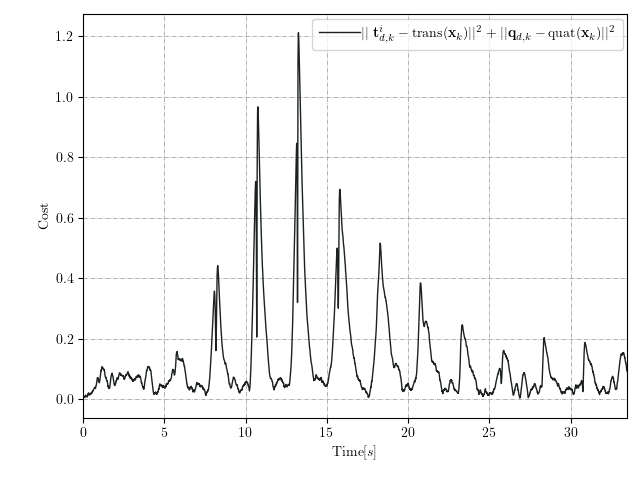 || t^i_{d,k} − trans(x_k)||^2 + ||q_{d,k} − quat(x_k)||^2
1.2
1.0
0.8
0.6
0.4
0.2
0.0
Cost
0 5 10 15 20 25 30
Time[s]